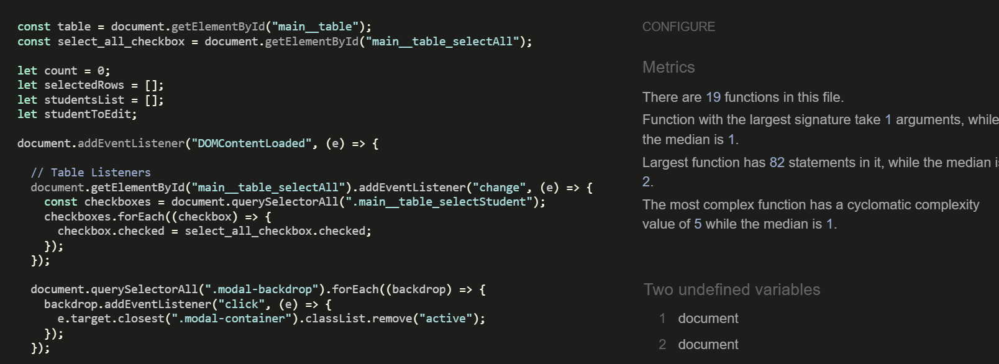 const table = document.getElementById("main__table");
const select_all_checkbox = document.getElementById("main__table_selectAll");
let count = 0;
let selectedRows = [];
let studentsList = [];
let studentToEdit;
document.addEventListener("DOMContentLoaded", (e) => {
// Table Listeners
document.getElementById("main__table_selectAll").addEventListener("change", (e) => {
const checkboxes = document.querySelectorAll(".main__table_selectStudent");
checkboxes.forEach((checkbox) => {
checkbox.checked = select_all_checkbox.checked;
});
});
document.querySelectorAll(".modal-backdrop").forEach((backdrop) => {
backdrop.addEventListener("click", (e) => {
e.target.closest(".modal-container").classList.remove("active");
});
});
CONFIGURE
Metrics
There are 19 functions in this file.
Function with the largest signature take 1 arguments, while
the median is 1.
Largest function has 82 statements in it, while the median is
2.
The most complex function has a cyclomatic complexity
value of 5 while the median is 1.
Two undefined variables
1 document
2 document